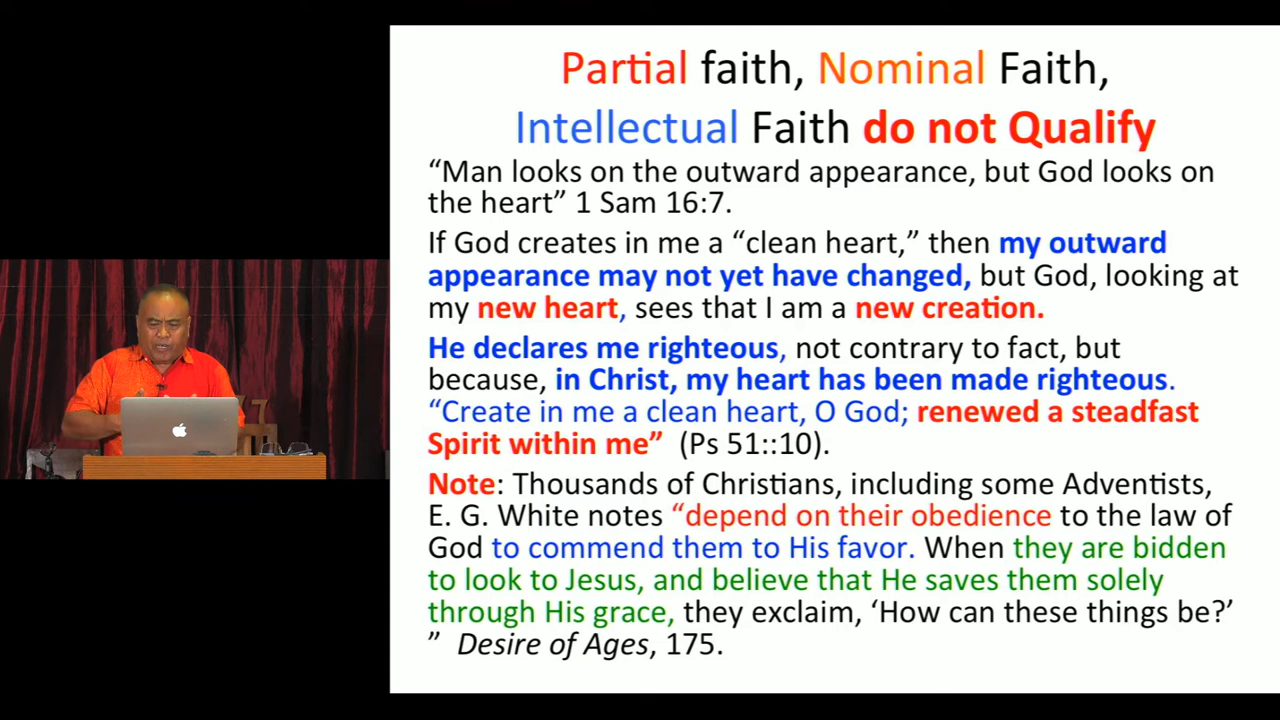 Partial faith, Nominal Faith,
Intellectual Faith do not Qualify
“Man looks on the outward appearance, but God looks on
the heart” 1 Sam 16:7.
If God creates in me a “clean heart,” then my outward
appearance may not yet have changed, but God, looking at
my new heart, sees that I am a new creation.
He declares me righteous, not contrary to fact, but
because, in Christ, my heart has been made righteous.
“Create in me a clean heart, O God; renewed a steadfast
Spirit within me” (Ps 51::10).
Note: Thousands of Christians, including some Adventists,
E. G. White notes “depend on their obedience to the law of
God to commend them to His favor. When they are bidden
to look to Jesus, and believe that He saves them solely
through His grace, they exclaim, ‘How can these things be?’
” Desire of Ages, 175.